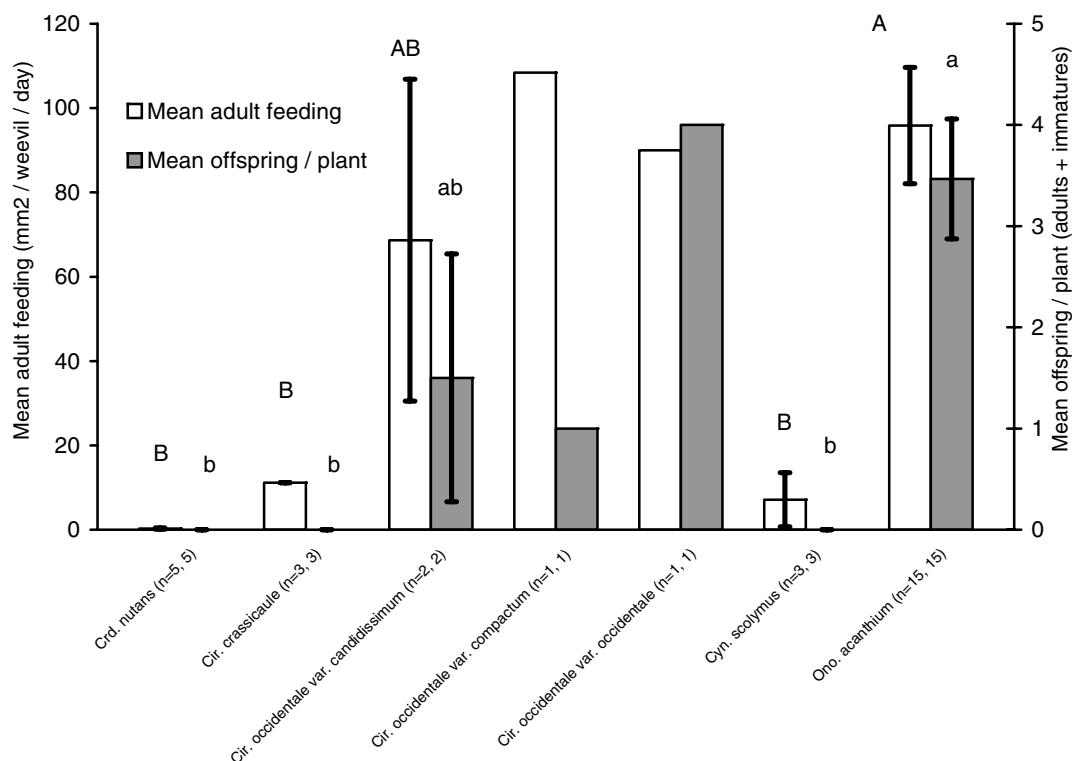 Mean adult feeding (mm2 / weevil / day)
120
100
80
60
40
20
0
Mean adult feeding
Mean offspring / plant
B
b
B
b
AB
ab
B
b
A
a
5
4
3
2
1
0
Mean offspring / plant (adults + immatures)
Crd. nutans (n=5, 5)
Cir. crassicaule (n=3, 3)
Cir. occidentale var. candidissimum (n=2, 2)
Cir. occidentale var. compactum (n=1, 1)
Cir. occidentale var. occidentale (n=1, 1)
Cyn. scolymus (n=3, 3)
Ono. acanthium (n=15, 15)